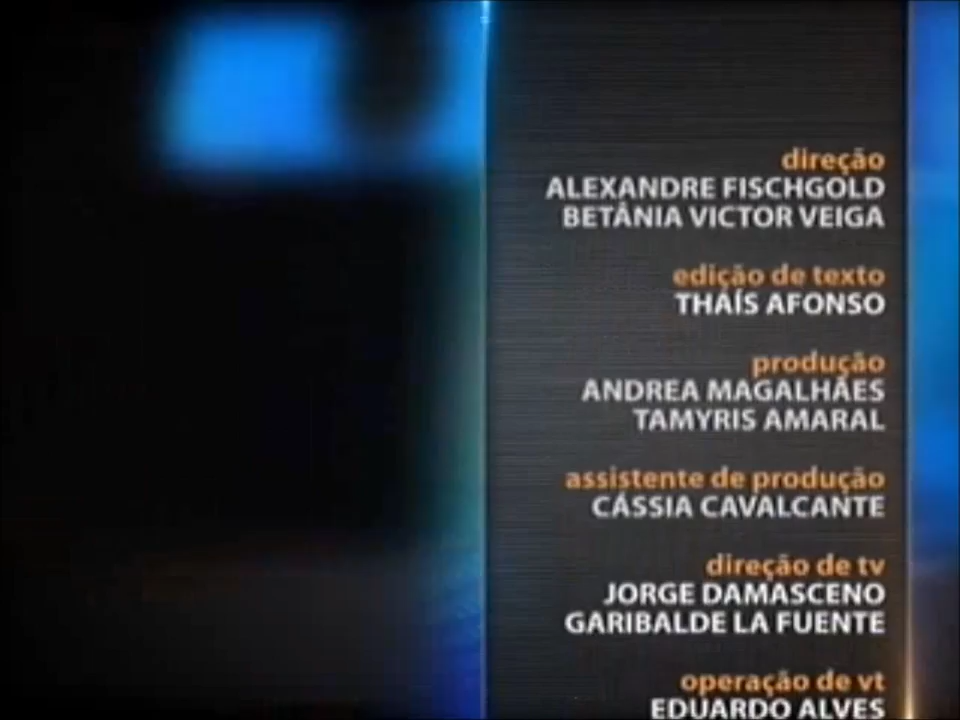 direção
ALEXANDRE FISCHGOLD
BETÂNIA VICTOR VEIGA
edição de texto
THAÍS AFONSO
produção
ANDREA MAGALHÃES
TAMYRIS AMARAL
assistente de produção
CÁSSIA CAVALCANTE
direção de tv
JORGE DAMASCENO
GARIBALDE LA FUENTE
operação de vt
EDUARDO ALVES